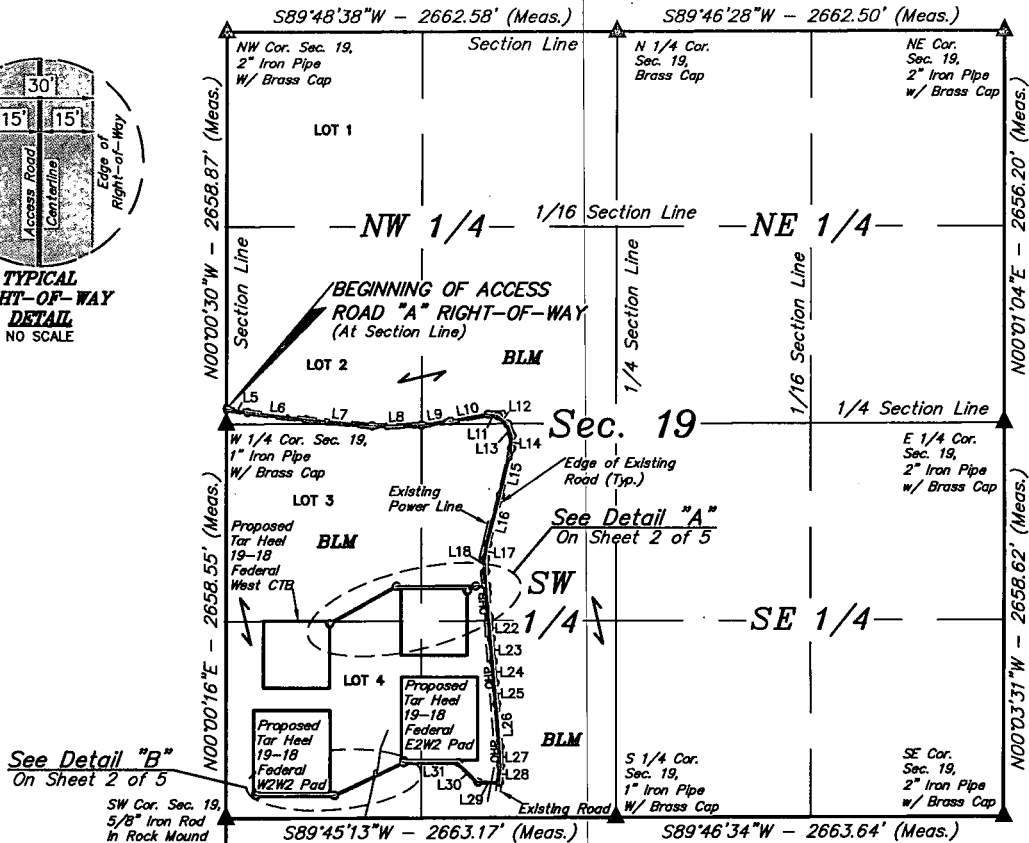 S89°48'38"W – 2662.58' (Meas.)
S89°46'28"W – 2662.50' (Meas.)
NW Cor. Sec. 19,
2" Iron Pipe
W/ Brass Cap
Section Line
N 1/4 Cor.
Sec. 19,
Brass Cap
NE Cor.
Sec. 19,
2" Iron Pipe
w/ Brass Cap
30'
15'
15'
Access Road
Centerline
Edge of
Right-of-Way
TYPICAL
HT-OF-WAY
DETAIL
NO SCALE
N00°00'30"W – 2658.87' (Meas.)
Section Line
LOT 1
NW 1/4
1/16 Section Line
NE 1/4
1/4 Section Line
1/16 Section Line
N00°01'04"E – 2656.20' (Meas.)
BEGINNING OF ACCESS
ROAD "A" RIGHT-OF-WAY
(At Section Line)
LOT 2
BLM
L5
L6
L7
L8
L9
L10
L12
L11
L13
L14
Sec. 19
1/4 Section Line
W 1/4 Cor. Sec. 19,
1" Iron Pipe
W/ Brass Cap
E 1/4 Cor.
Sec. 19,
2" Iron Pipe
w/ Brass Cap
L15
Edge of Existing
Road (Typ.)
LOT 3
Existing
Power Line
L16
See Detail "A"
On Sheet 2 of 5
N00°00'16"E – 2658.55' (Meas.)
Proposed
Tar Heel
19-18
Federal
West CTB
BLM
L18
L17
SW
1/4
SE 1/4
OHP
L22
L23
L24
L25
OHP
L26
OHP
L27
L28
N00°03'31"W – 2658.62' (Meas.)
LOT 4
Proposed
Tar Heel
19-18
Federal
E2W2 Pad
Proposed
Tar Heel
19-18
Federal
W2W2 Pad
BLM
See Detail "B"
On Sheet 2 of 5
L31
L30
L29
Existing Road
SW Cor. Sec. 19,
5/8" Iron Rod
In Rock Mound
S 1/4 Cor.
Sec. 19,
1" Iron Pipe
W/ Brass Cap
SE Cor.
Sec. 19,
2" Iron Pipe
w/ Brass Cap
S89°45'13"W – 2663.17' (Meas.)
S89°46'34"W – 2663.64' (Meas.)